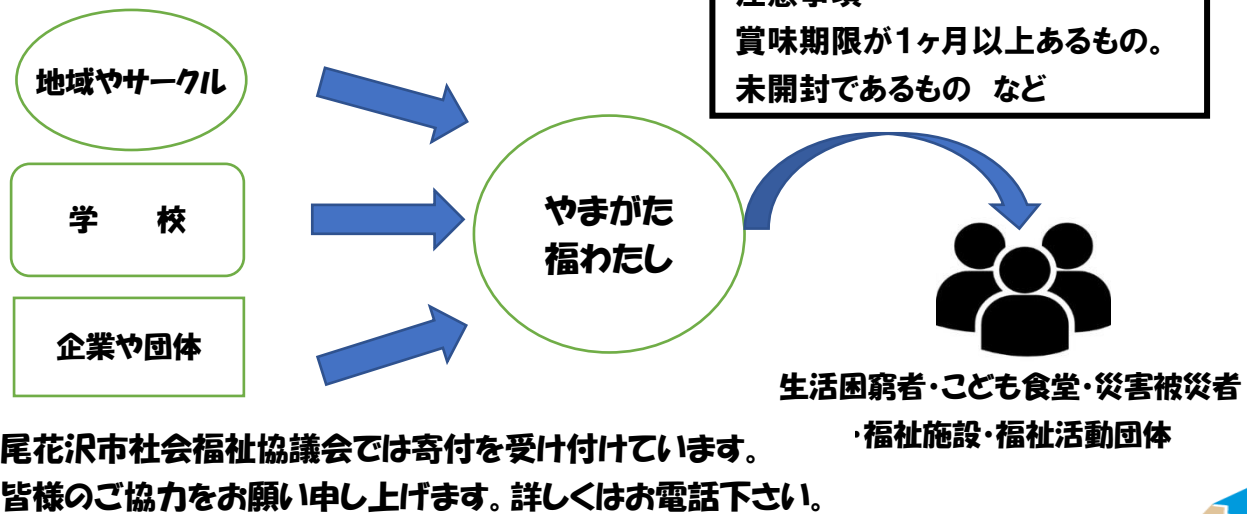 注意事項
賞味期限が1ヶ月以上あるもの。
未開封であるもの など
地域やサークル
学 校
企業や団体
やまがた
福わたし
生活困窮者・こども食堂・災害被災者
・福祉施設・福祉活動団体
尾花沢市社会福祉協議会では寄付を受け付けています。
皆様のご協力をお願い申し上げます。詳しくはお電話下さい。